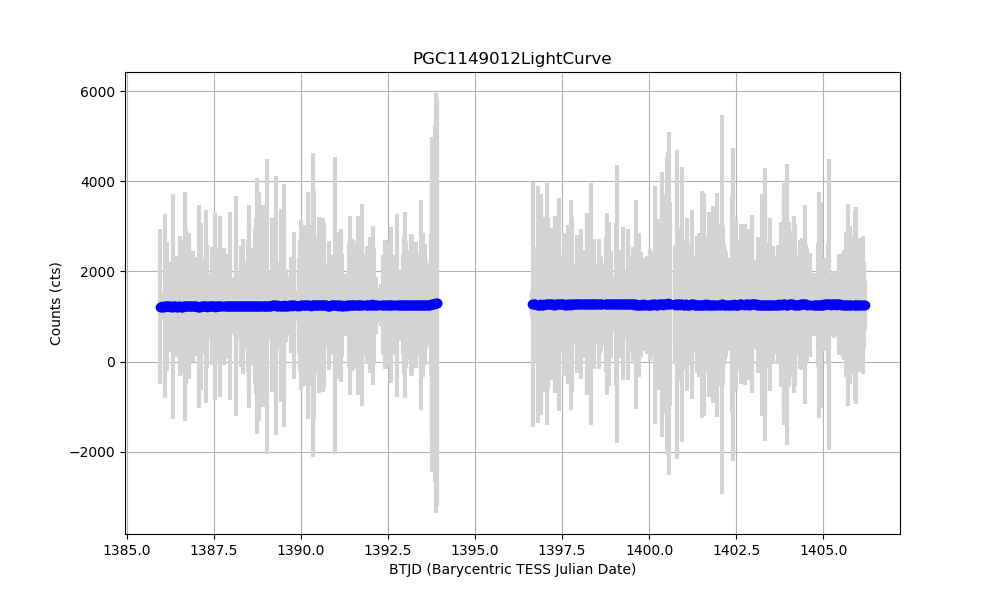 PGC1149012LightCurve
6000
4000
2000
0
−2000
Counts (cts)
1385.0 1387.5 1390.0 1392.5 1395.0 1397.5 1400.0 1402.5 1405.0
BTJD (Barycentric TESS Julian Date)